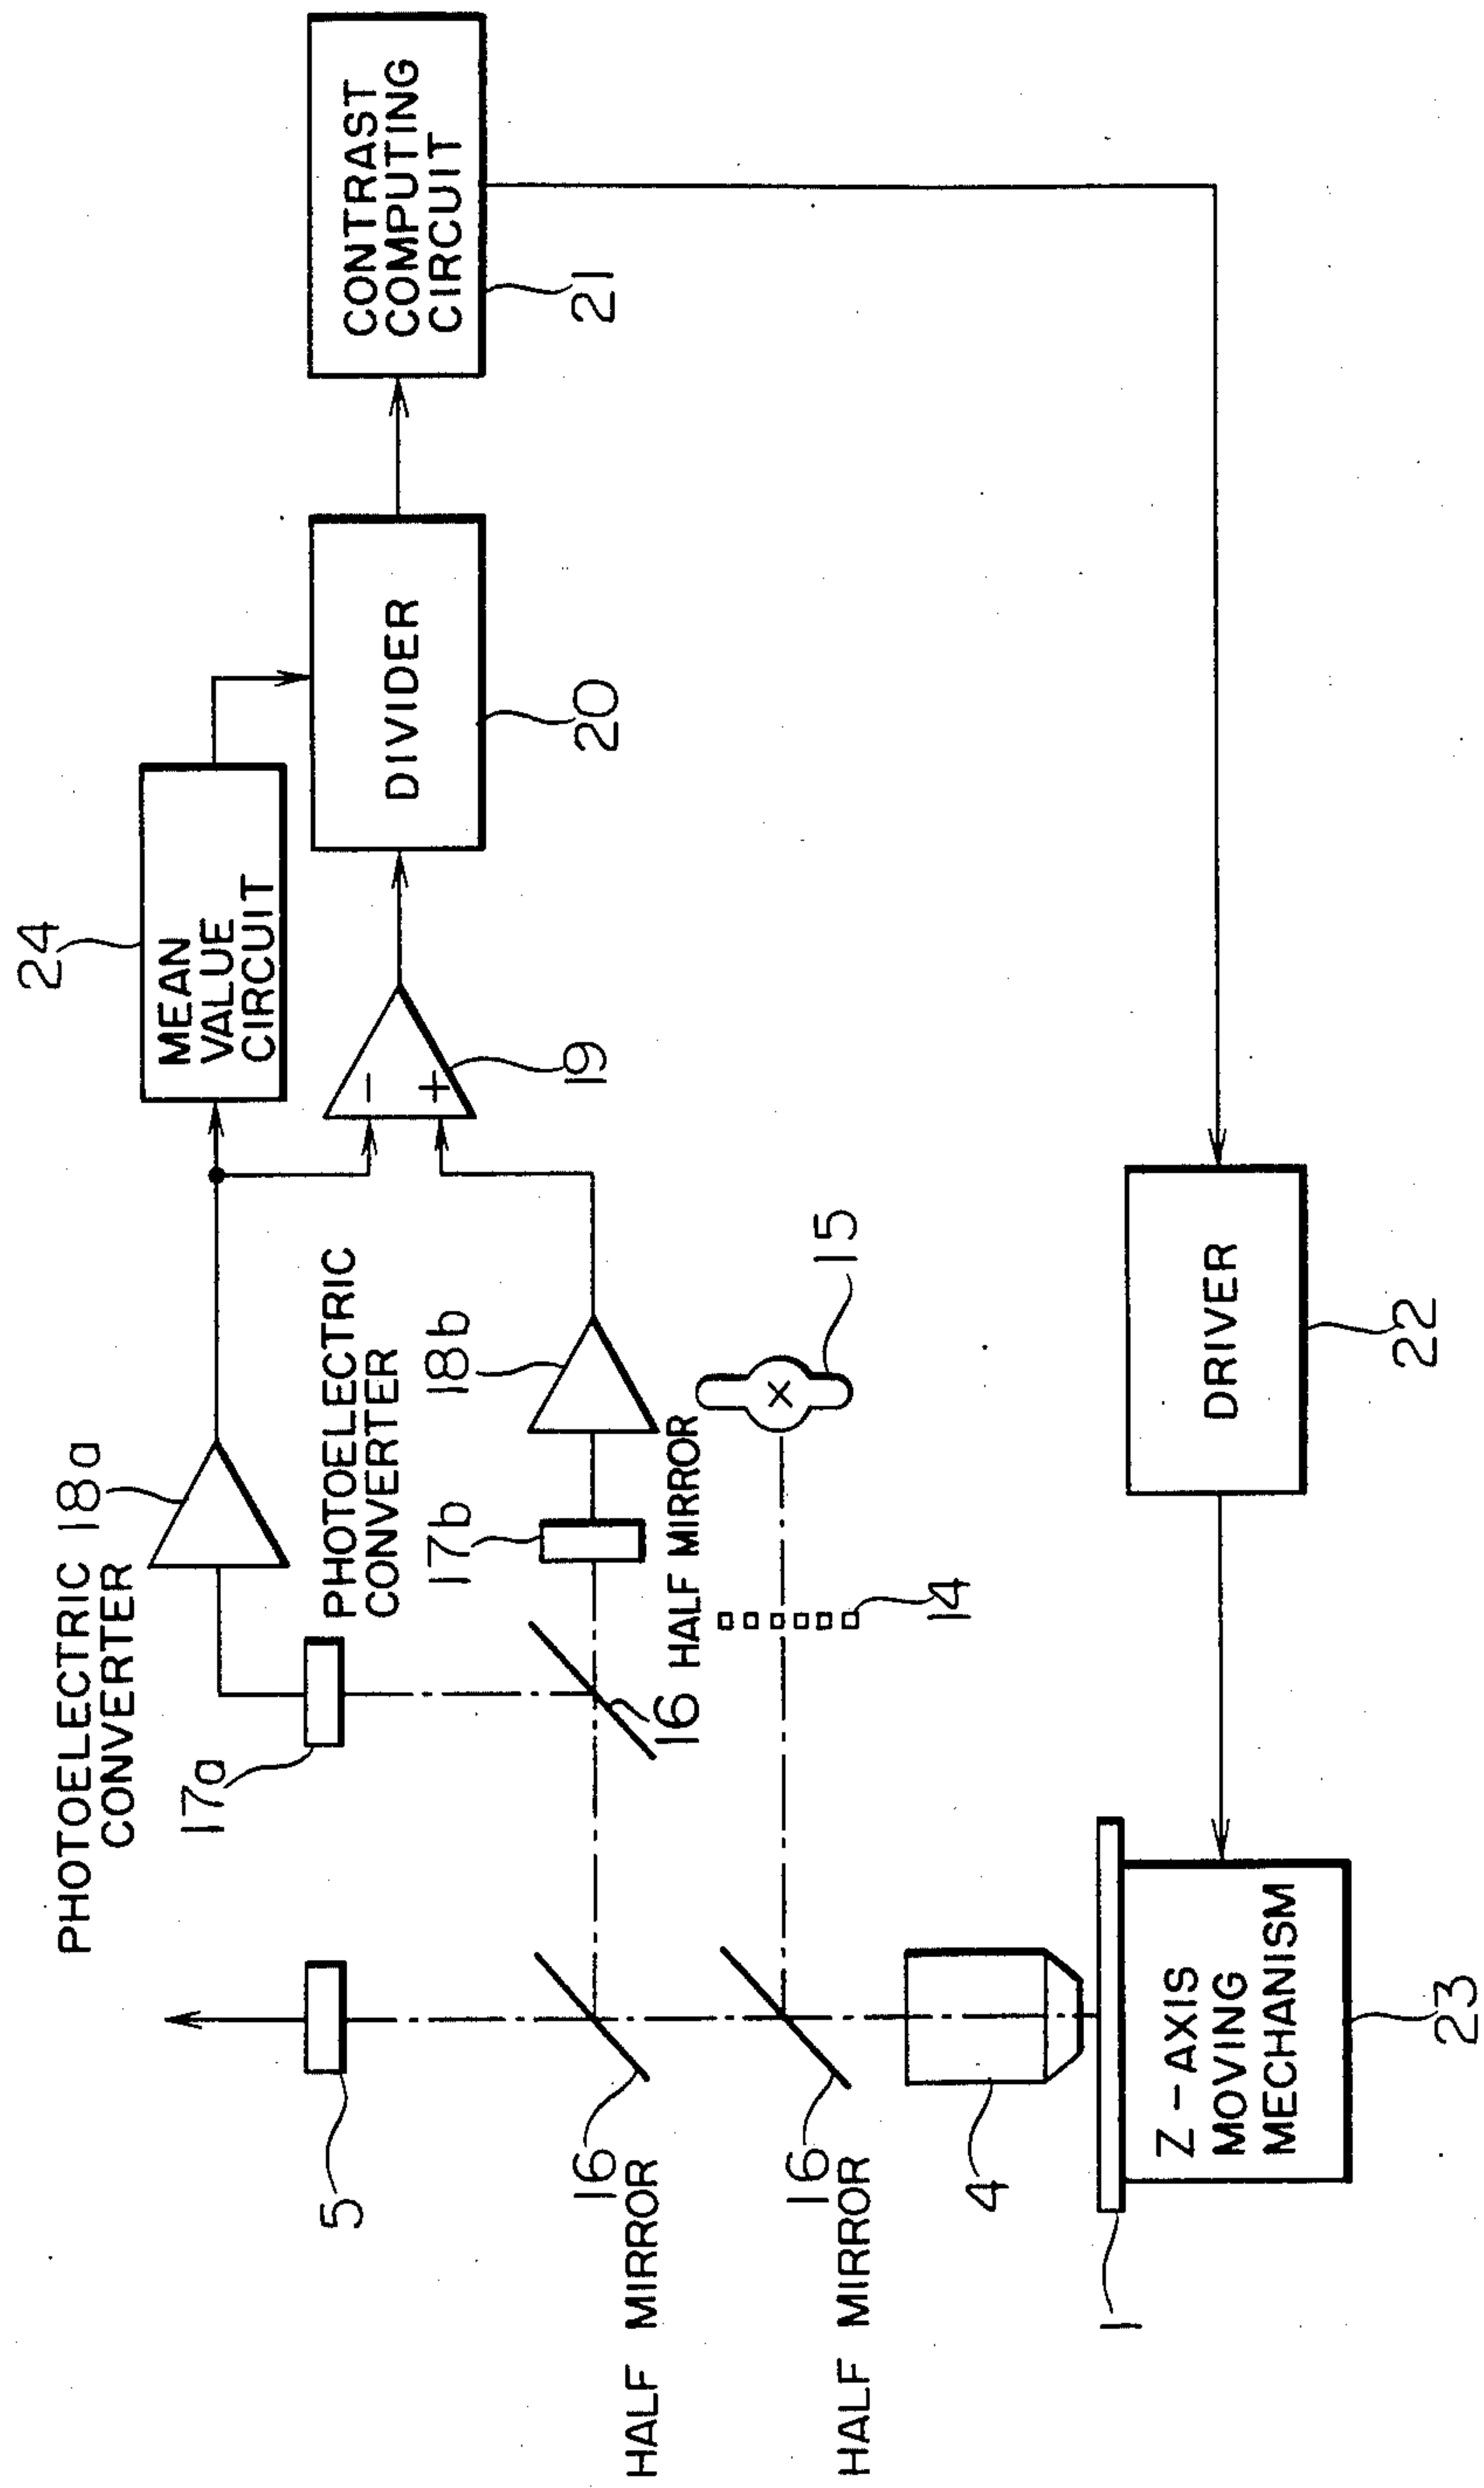 PHOTOELECTRIC
CONVERTER
18a
24
MEAN
VALUE
CIRCUIT
17a
PHOTOELECTRIC
CONVERTER
5
18b
17b
−
+
19
DIVIDER
20
CONTRAST
COMPUTING
CIRCUIT
21
16
HALF MIRROR
16
HALF MIRROR
15
14
16
HALF MIRROR
4
1
Z-AXIS
MOVING
MECHANISM
23
DRIVER
22